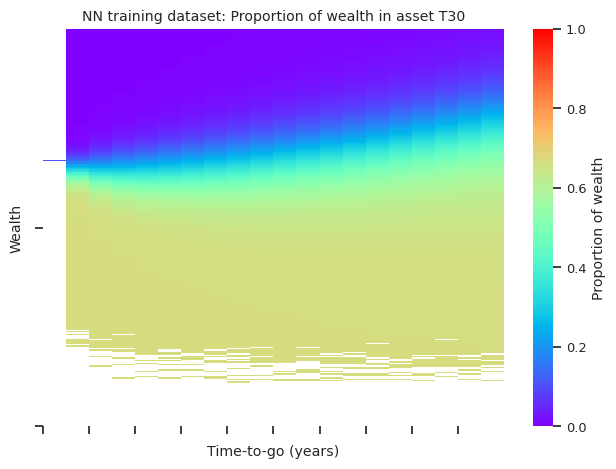 NN training dataset: Proportion of wealth in asset T30
Wealth
Time-to-go (years)
1.0
0.8
0.6
0.4
0.2
0.0
Proportion of wealth